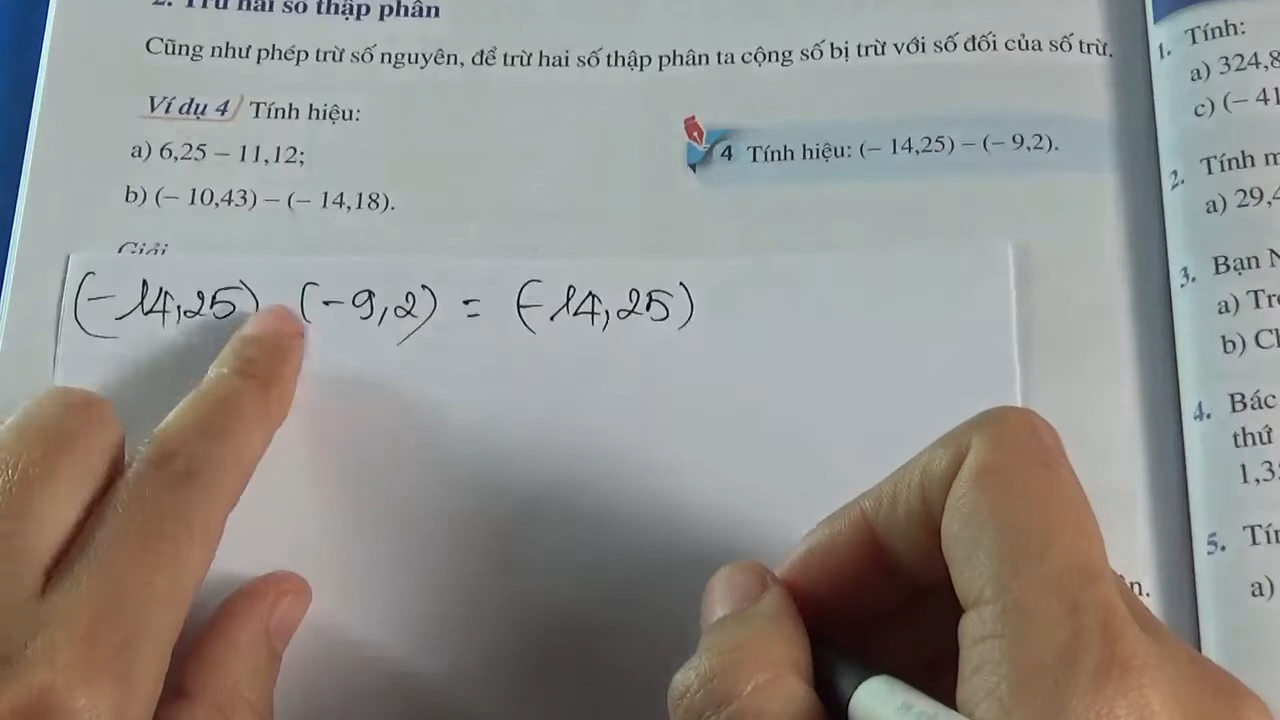 2. Trừ hai số thập phân
Cũng như phép trừ số nguyên, để trừ hai số thập phân ta cộng số bị trừ với số đối của số trừ.
Ví dụ 4 Tính hiệu:
a) 6,25 – 11,12;
b) (– 10,43) – (– 14,18).
4 Tính hiệu: (– 14,25) – (– 9,2).
Giải
(-14,25) (-9,2) = (-14,25)
n.
1. Tính:
a) 324,8
c) (– 41
2. Tính m
a) 29,4
3. Bạn N
a) Tr
b) C
4. Bác
thứ
1,3
5. Tín
a)